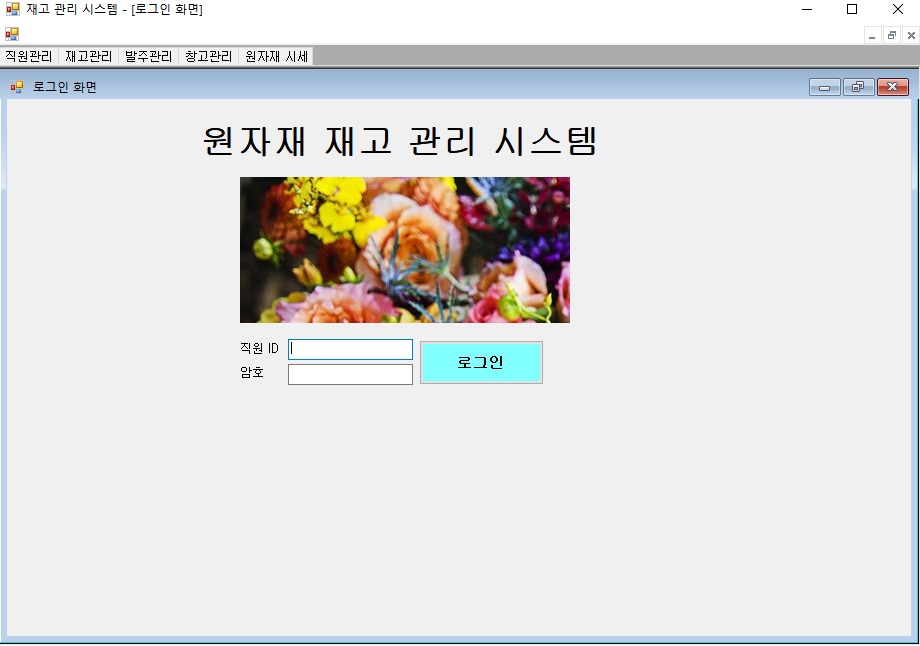 재고 관리 시스템 - [로그인 화면]
직원관리 재고관리 발주관리 창고관리 원자재 시세
로그인 화면
원자재 재고 관리 시스템
직원 ID
로그인
암호